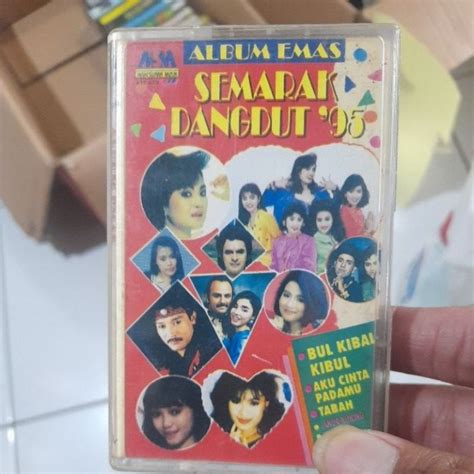 ALBUM EMAS
SEMARAK
DANGDUT '95
• BUL KIBAL
KIBUL
• AKU CINTA
PADAMU
• TABAH